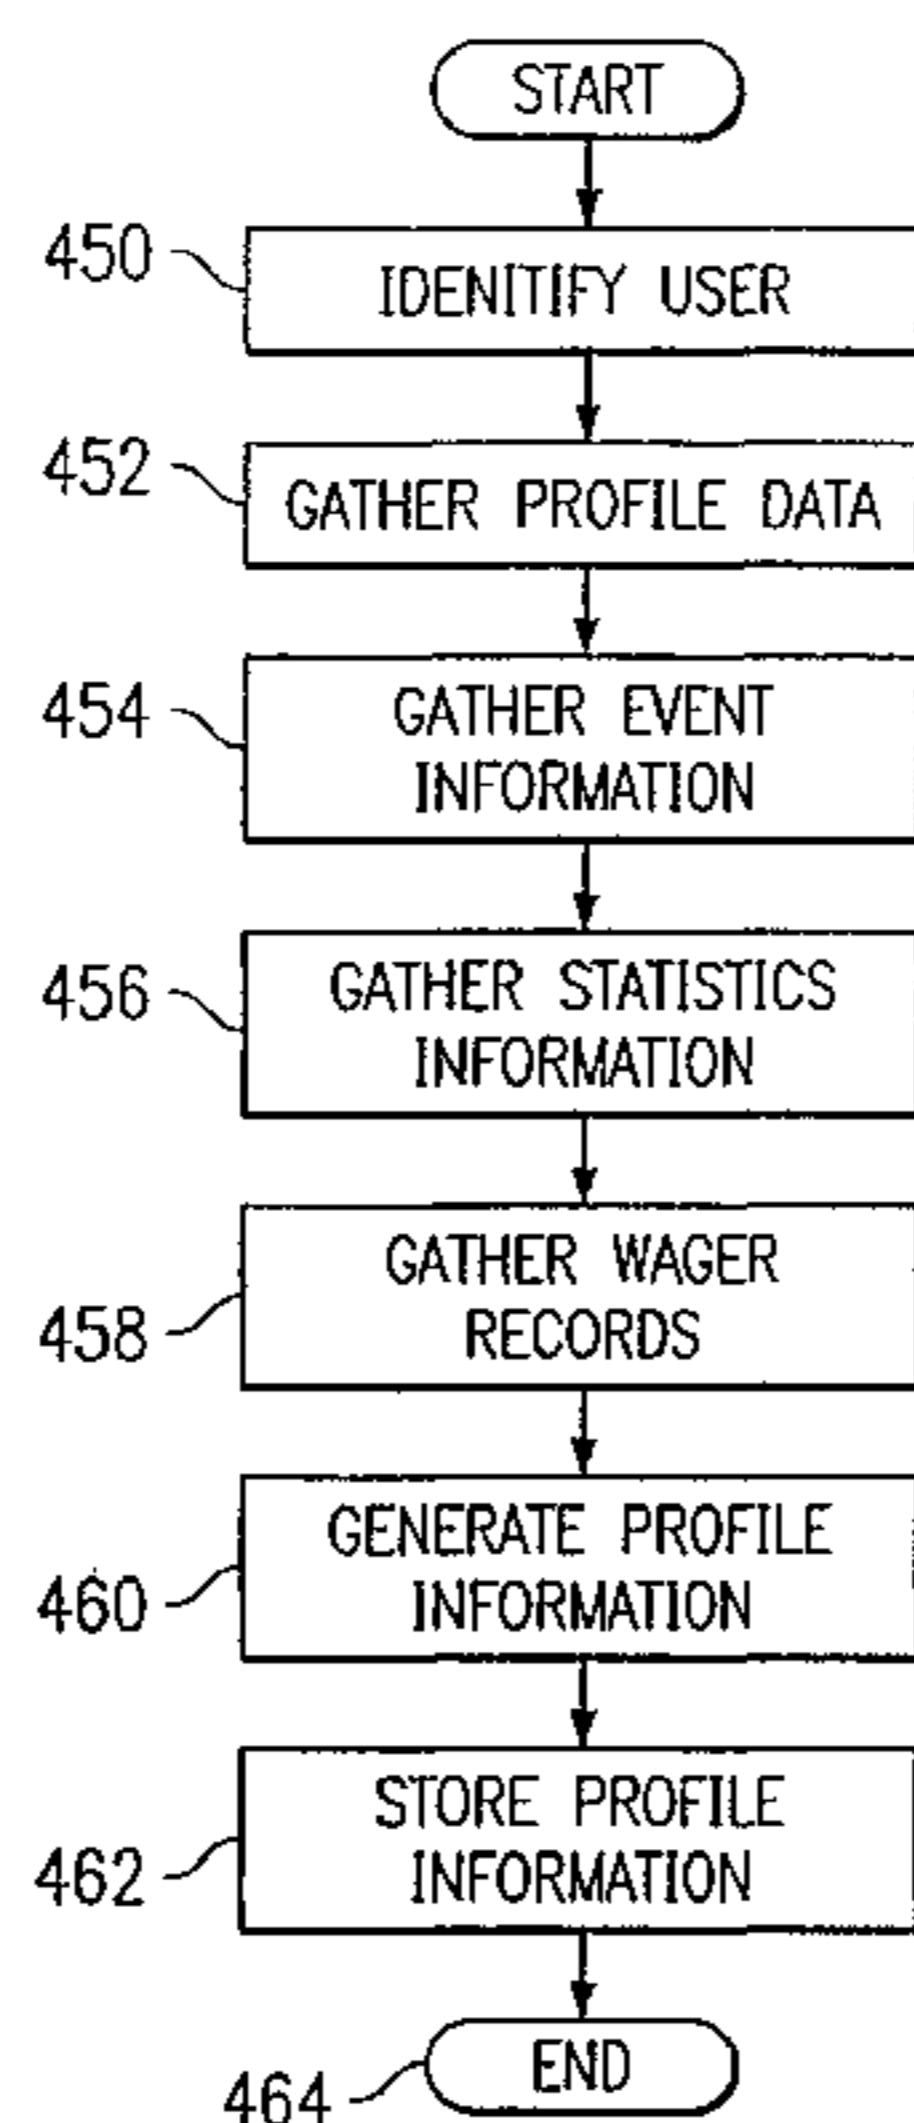 START
450
IDENITIFY USER
452
GATHER PROFILE DATA
454
GATHER EVENT
INFORMATION
456
GATHER STATISTICS
INFORMATION
458
GATHER WAGER
RECORDS
460
GENERATE PROFILE
INFORMATION
462
STORE PROFILE
INFORMATION
464
END